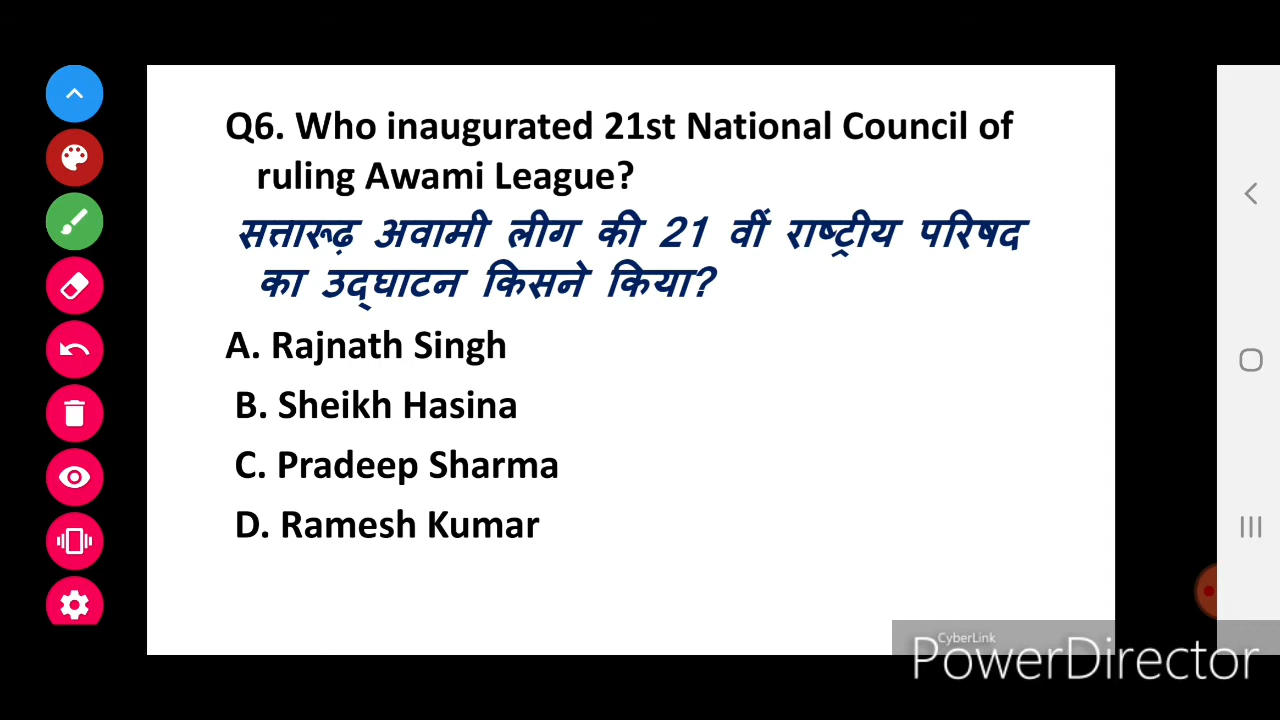 Q6. Who inaugurated 21st National Council of
ruling Awami League?
सत्तारूढ़ अवामी लीग की 21 वीं राष्ट्रीय परिषद
का उद्घाटन किसने किया?
A. Rajnath Singh
B. Sheikh Hasina
C. Pradeep Sharma
D. Ramesh Kumar
CyberLink
PowerDirector